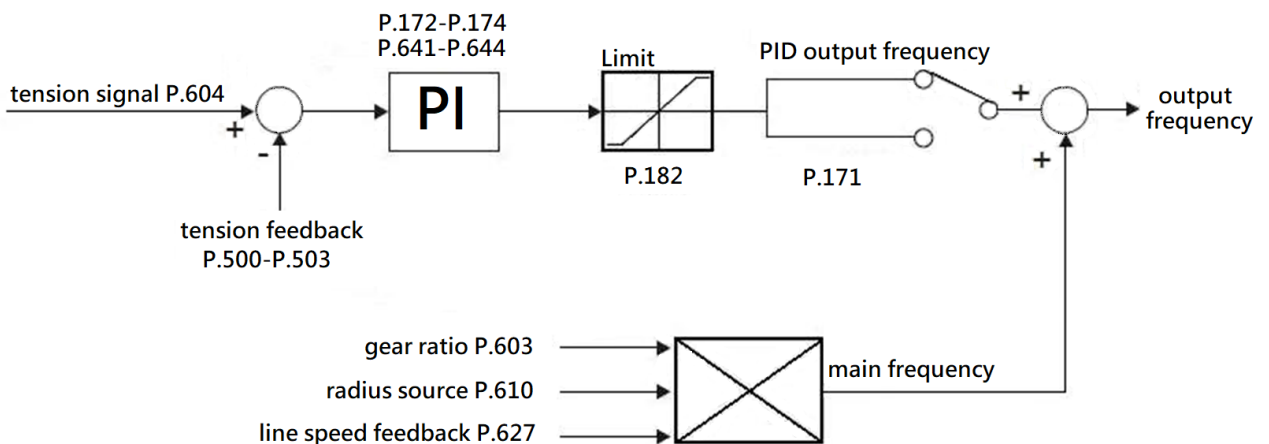 P.172-P.174
P.641-P.644
Limit
PID output frequency
tension signal P.604
PI
+
-
+
+
output
frequency
P.182
P.171
tension feedback
P.500-P.503
gear ratio P.603
radius source P.610
line speed feedback P.627
main frequency